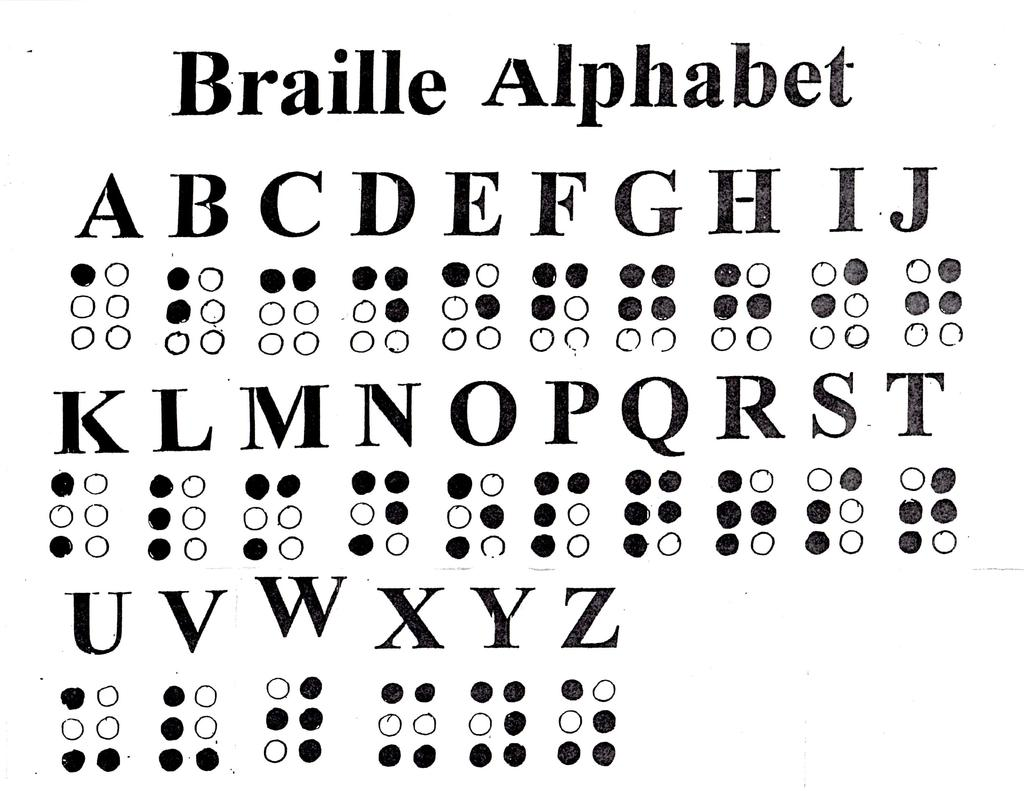 Braille Alphabet
A B C D E F G H I J
⠁ ⠃ ⠉ ⠙ ⠑ ⠋ ⠛ ⠓ ⠊ ⠚
K L M N O P Q R S T
⠅ ⠇ ⠍ ⠝ ⠕ ⠏ ⠟ ⠗ ⠎ ⠞
U V W X Y Z
⠥ ⠧ ⠺ ⠭ ⠽ ⠵